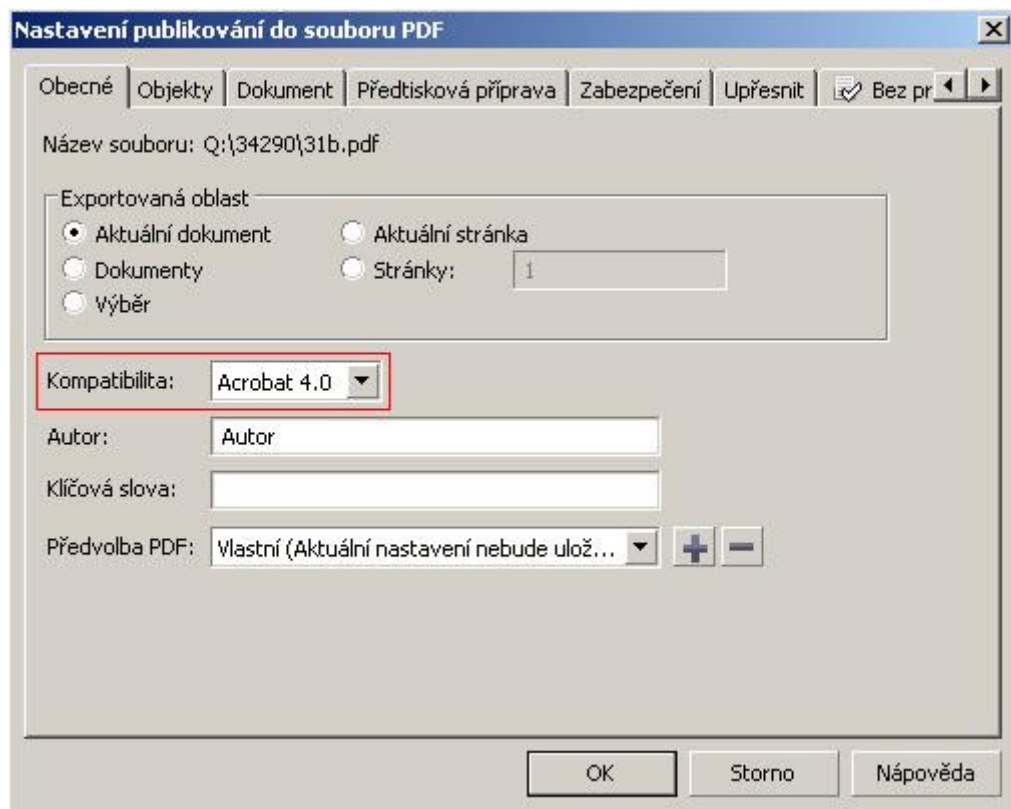 Nastavení publikování do souboru PDF
Obecné Objekty Dokument Předtisková příprava Zabezpečení Upřesnit Bez pr
Název souboru: Q:\34290\31b.pdf
Exportovaná oblast
Aktuální dokument Aktuální stránka
Dokumenty Stránky: 1
Výběr
Kompatibilita: Acrobat 4.0
Autor: Autor
Klíčová slova:
Předvolba PDF: Vlastní (Aktuální nastavení nebude ulož...
OK Storno Nápověda